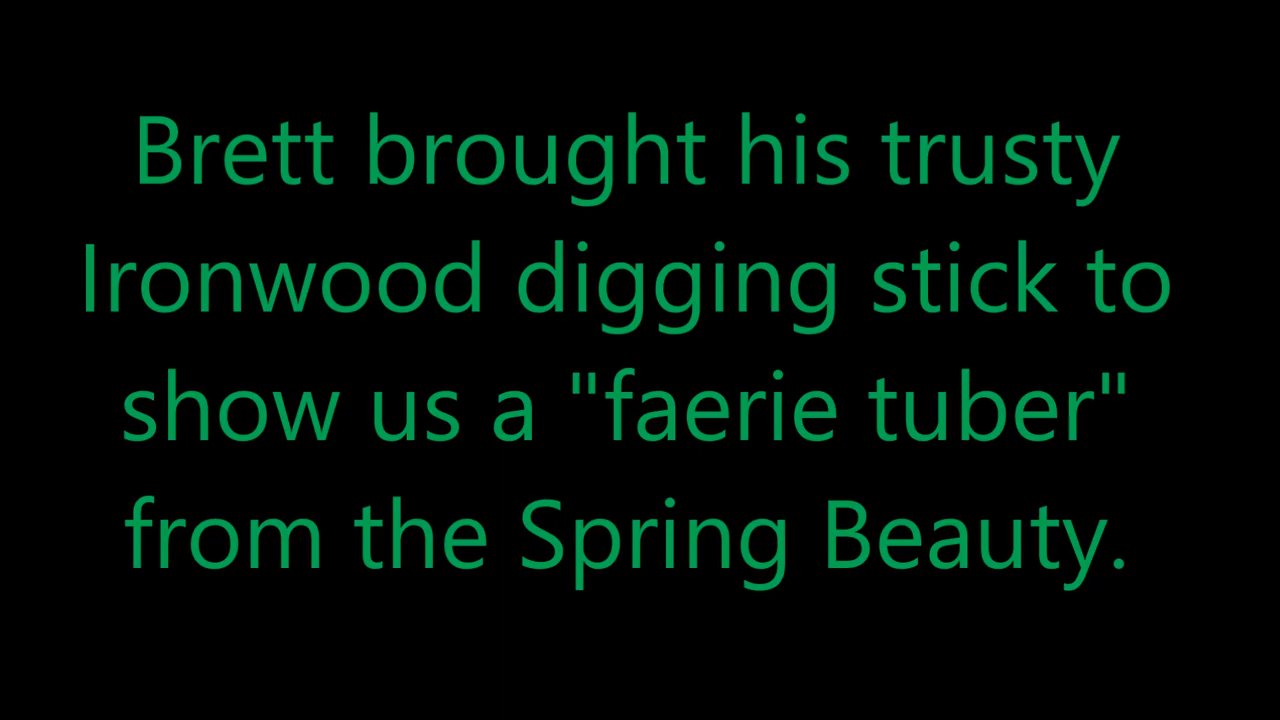 Brett brought his trusty
Ironwood digging stick to
show us a "faerie tuber"
from the Spring Beauty.